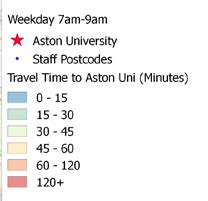 Weekday 7am-9am
Aston University
Staff Postcodes
Travel Time to Aston Uni (Minutes)
0 - 15
15 - 30
30 - 45
45 - 60
60 - 120
120+